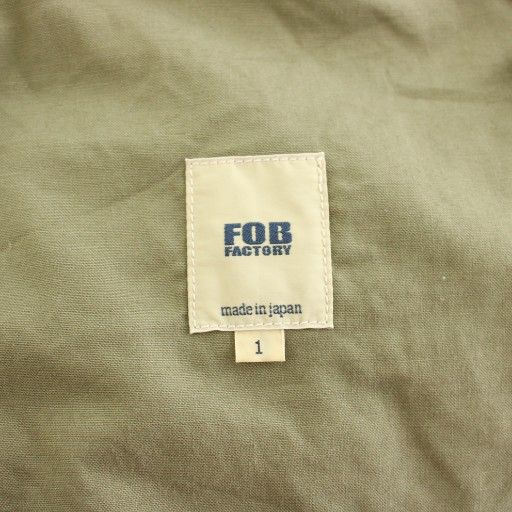 FOB
FACTORY
made in japan
1